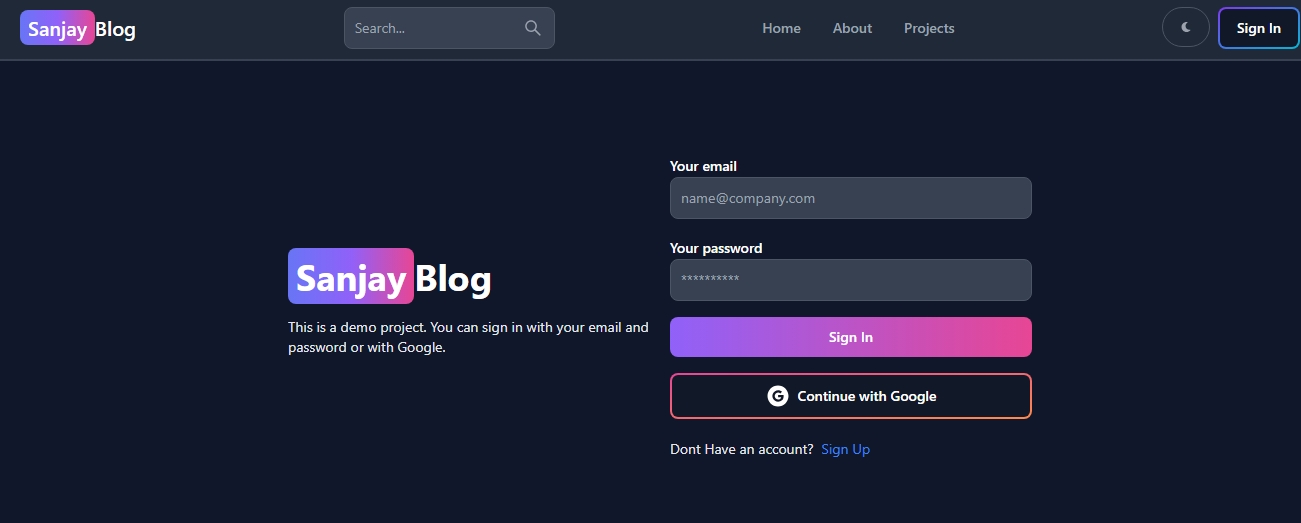 Sanjay Blog
Search...
Home About Projects
Sign In
Your email
name@company.com
Your password
**********
Sanjay Blog
This is a demo project. You can sign in with your email and
password or with Google.
Sign In
G Continue with Google
Dont Have an account? Sign Up